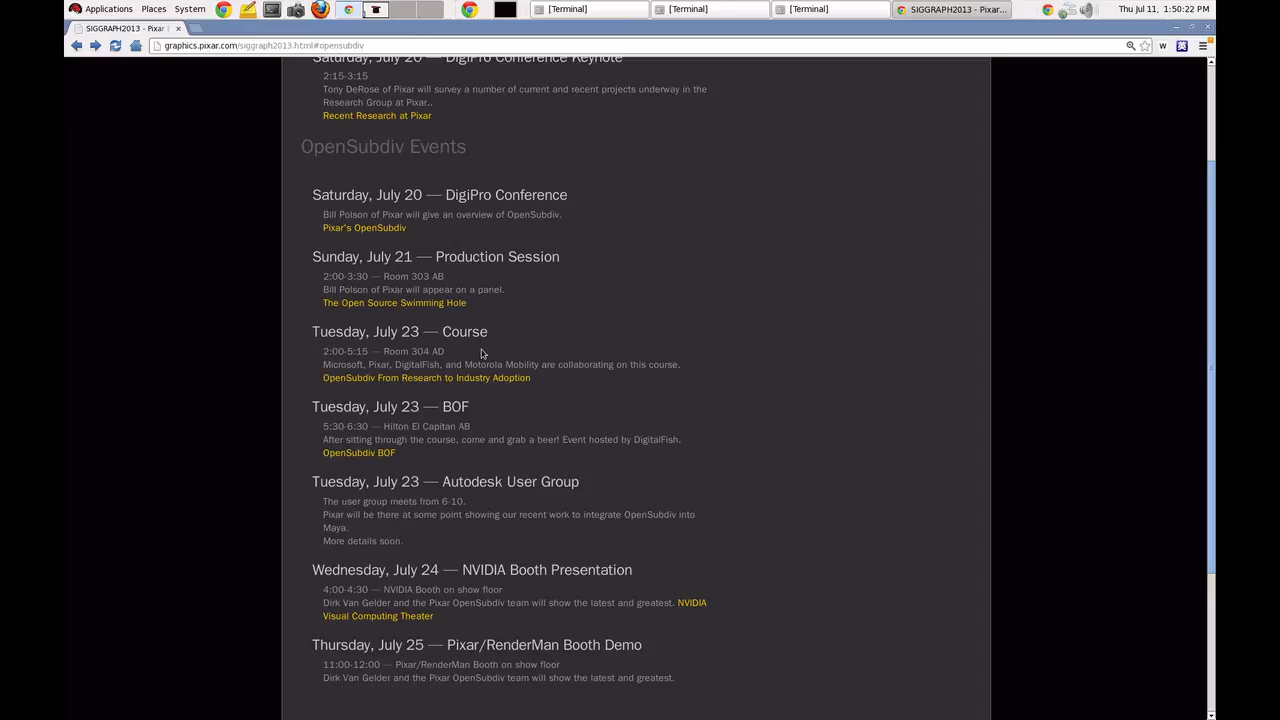 Applications Places System
[Terminal] [Terminal] [Terminal] SIGGRAPH2013 - Pixar... Thu Jul 11, 1:50:22 PM
SIGGRAPH2013 - Pixar
graphics.pixar.com/siggraph2013.html#opensubdiv
Saturday, July 20 — DigiPro Conference Keynote
2:15-3:15
Tony DeRose of Pixar will survey a number of current and recent projects underway in the
Research Group at Pixar..
Recent Research at Pixar
OpenSubdiv Events
Saturday, July 20 — DigiPro Conference
Bill Polson of Pixar will give an overview of OpenSubdiv.
Pixar's OpenSubdiv
Sunday, July 21 — Production Session
2:00-3:30 — Room 303 AB
Bill Polson of Pixar will appear on a panel.
The Open Source Swimming Hole
Tuesday, July 23 — Course
2:00-5:15 — Room 304 AD
Microsoft, Pixar, DigitalFish, and Motorola Mobility are collaborating on this course.
OpenSubdiv From Research to Industry Adoption
Tuesday, July 23 — BOF
5:30-6:30 — Hilton El Capitan AB
After sitting through the course, come and grab a beer! Event hosted by DigitalFish.
OpenSubdiv BOF
Tuesday, July 23 — Autodesk User Group
The user group meets from 6-10.
Pixar will be there at some point showing our recent work to integrate OpenSubdiv into
Maya.
More details soon.
Wednesday, July 24 — NVIDIA Booth Presentation
4:00-4:30 — NVIDIA Booth on show floor
Dirk Van Gelder and the Pixar OpenSubdiv team will show the latest and greatest. NVIDIA
Visual Computing Theater
Thursday, July 25 — Pixar/RenderMan Booth Demo
11:00-12:00 — Pixar/RenderMan Booth on show floor
Dirk Van Gelder and the Pixar OpenSubdiv team will show the latest and greatest.